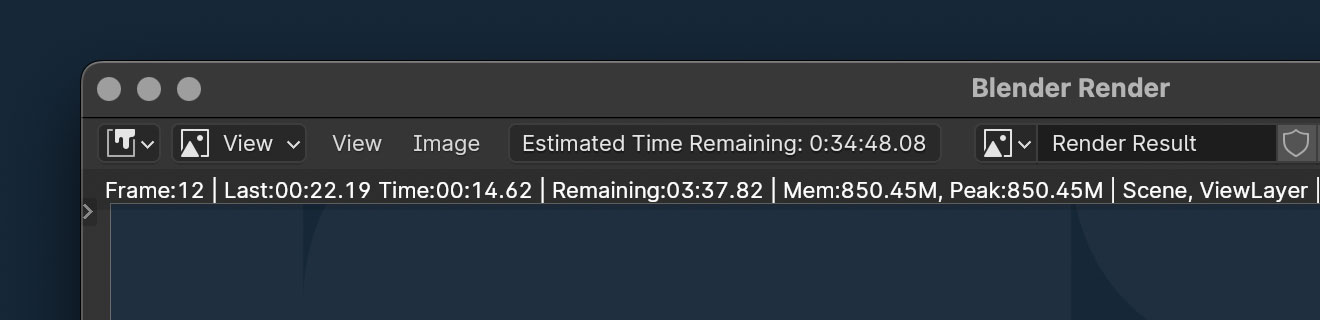 Blender Render
View View Image Estimated Time Remaining: 0:34:48.08 Render Result
Frame:12 | Last:00:22.19 Time:00:14.62 | Remaining:03:37.82 | Mem:850.45M, Peak:850.45M | Scene, ViewLayer |